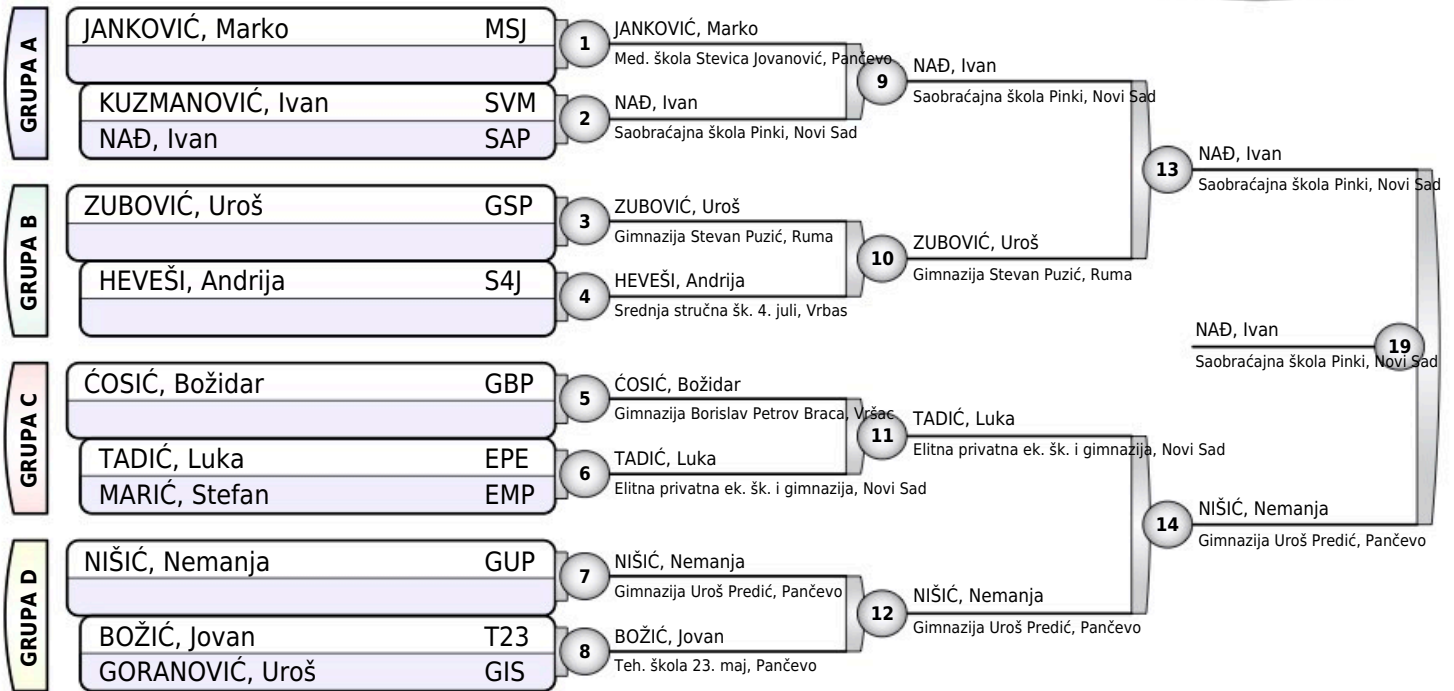 GRUPA A
JANKOVIĆ, Marko MSJ
KUZMANOVIĆ, Ivan SVM
NAĐ, Ivan SAP
GRUPA B
ZUBOVIĆ, Uroš GSP
HEVEŠI, Andrija S4J
GRUPA C
ĆOSIĆ, Božidar GBP
TADIĆ, Luka EPE
MARIĆ, Stefan EMP
GRUPA D
NIŠIĆ, Nemanja GUP
BOŽIĆ, Jovan T23
GORANOVIĆ, Uroš GIS
1
JANKOVIĆ, Marko
Med. škola Stevica Jovanović, Pančevo
2
NAĐ, Ivan
Saobraćajna škola Pinki, Novi Sad
3
ZUBOVIĆ, Uroš
Gimnazija Stevan Puzić, Ruma
4
HEVEŠI, Andrija
Srednja stručna šk. 4. juli, Vrbas
5
ĆOSIĆ, Božidar
Gimnazija Borislav Petrov Braca, Vršac
6
TADIĆ, Luka
Elitna privatna ek. šk. i gimnazija, Novi Sad
7
NIŠIĆ, Nemanja
Gimnazija Uroš Predić, Pančevo
8
BOŽIĆ, Jovan
Teh. škola 23. maj, Pančevo
9
NAĐ, Ivan
Saobraćajna škola Pinki, Novi Sad
10
ZUBOVIĆ, Uroš
Gimnazija Stevan Puzić, Ruma
11
TADIĆ, Luka
Elitna privatna ek. šk. i gimnazija, Novi Sad
12
NIŠIĆ, Nemanja
Gimnazija Uroš Predić, Pančevo
13
NAĐ, Ivan
Saobraćajna škola Pinki, Novi Sad
14
NIŠIĆ, Nemanja
Gimnazija Uroš Predić, Pančevo
19
NAĐ, Ivan
Saobraćajna škola Pinki, Novi Sad